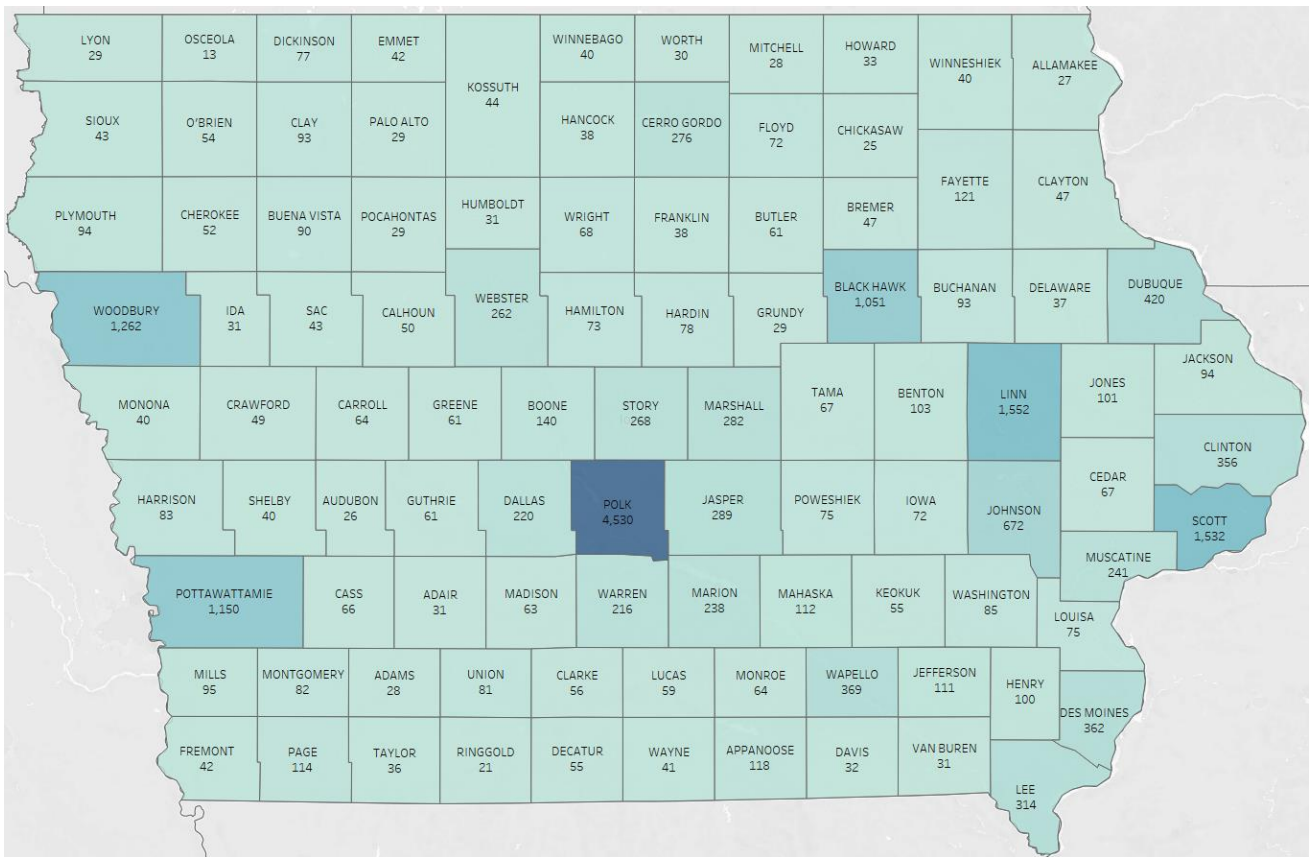 LYON
29
OSCEOLA
13
DICKINSON
77
EMMET
42
KOSSUTH
44
WINNEBAGO
40
WORTH
30
MITCHELL
28
HOWARD
33
WINNESHIEK
40
ALLAMAKEE
27
SIOUX
43
O'BRIEN
54
CLAY
93
PALO ALTO
29
HANCOCK
38
CERRO GORDO
276
FLOYD
72
CHICKASAW
25
FAYETTE
121
CLAYTON
47
PLYMOUTH
94
CHEROKEE
52
BUENA VISTA
90
POCAHONTAS
29
HUMBOLDT
31
WRIGHT
68
FRANKLIN
38
BUTLER
61
BREMER
47
WOODBURY
1,262
IDA
31
SAC
43
CALHOUN
50
WEBSTER
262
HAMILTON
73
HARDIN
78
GRUNDY
29
BLACK HAWK
1,051
BUCHANAN
93
DELAWARE
37
DUBUQUE
420
JACKSON
94
MONONA
40
CRAWFORD
49
CARROLL
64
GREENE
61
BOONE
140
STORY
268
MARSHALL
282
TAMA
67
BENTON
103
LINN
1,552
JONES
101
CLINTON
356
HARRISON
83
SHELBY
40
AUDUBON
26
GUTHRIE
61
DALLAS
220
POLK
4,530
JASPER
289
POWESHIEK
75
IOWA
72
JOHNSON
672
CEDAR
67
SCOTT
1,532
MUSCATINE
241
POTTAWATTAMIE
1,150
CASS
66
ADAIR
31
MADISON
63
WARREN
216
MARION
238
MAHASKA
112
KEOKUK
55
WASHINGTON
85
LOUISA
75
MILLS
95
MONTGOMERY
82
ADAMS
28
UNION
81
CLARKE
56
LUCAS
59
MONROE
64
WAPELLO
369
JEFFERSON
111
HENRY
100
DES MOINES
362
FREMONT
42
PAGE
114
TAYLOR
36
RINGGOLD
21
DECATUR
55
WAYNE
41
APPANOOSE
118
DAVIS
32
VAN BUREN
31
LEE
314